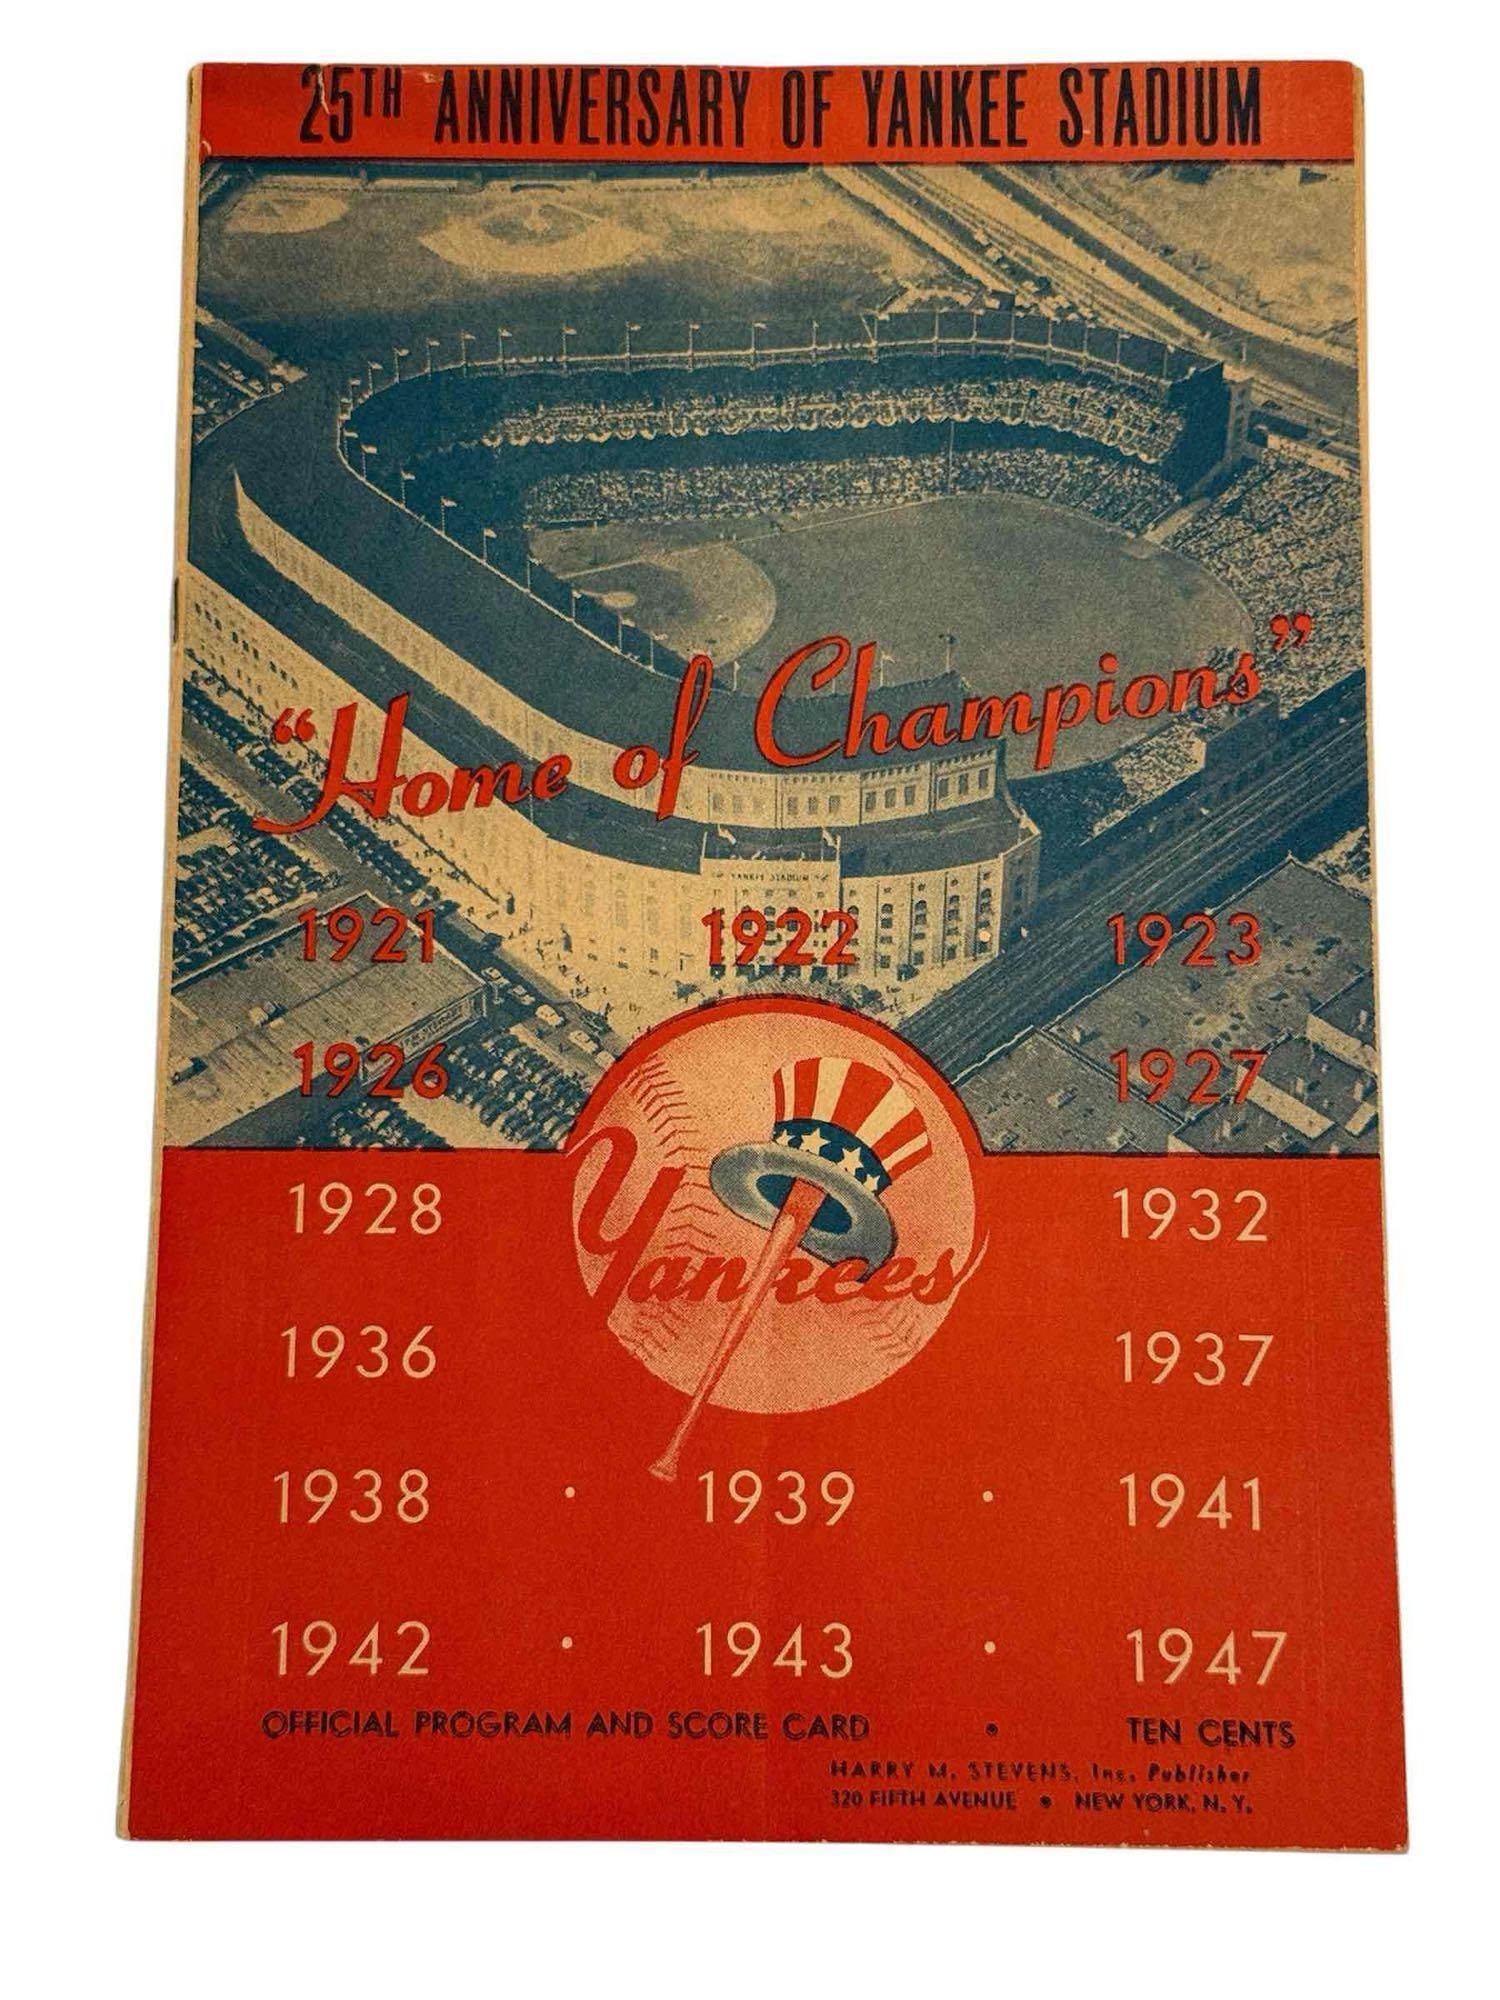 25TH ANNIVERSARY OF YANKEE STADIUM
"Home of Champions"
YANKEE STADIUM
1921 1922 1923
1926 1927
Yankees
1928 1932
1936 1937
1938 • 1939 • 1941
1942 • 1943 • 1947
OFFICIAL PROGRAM AND SCORE CARD • TEN CENTS
HARRY M. STEVENS, Inc., Publisher
320 FIFTH AVENUE • NEW YORK, N. Y.